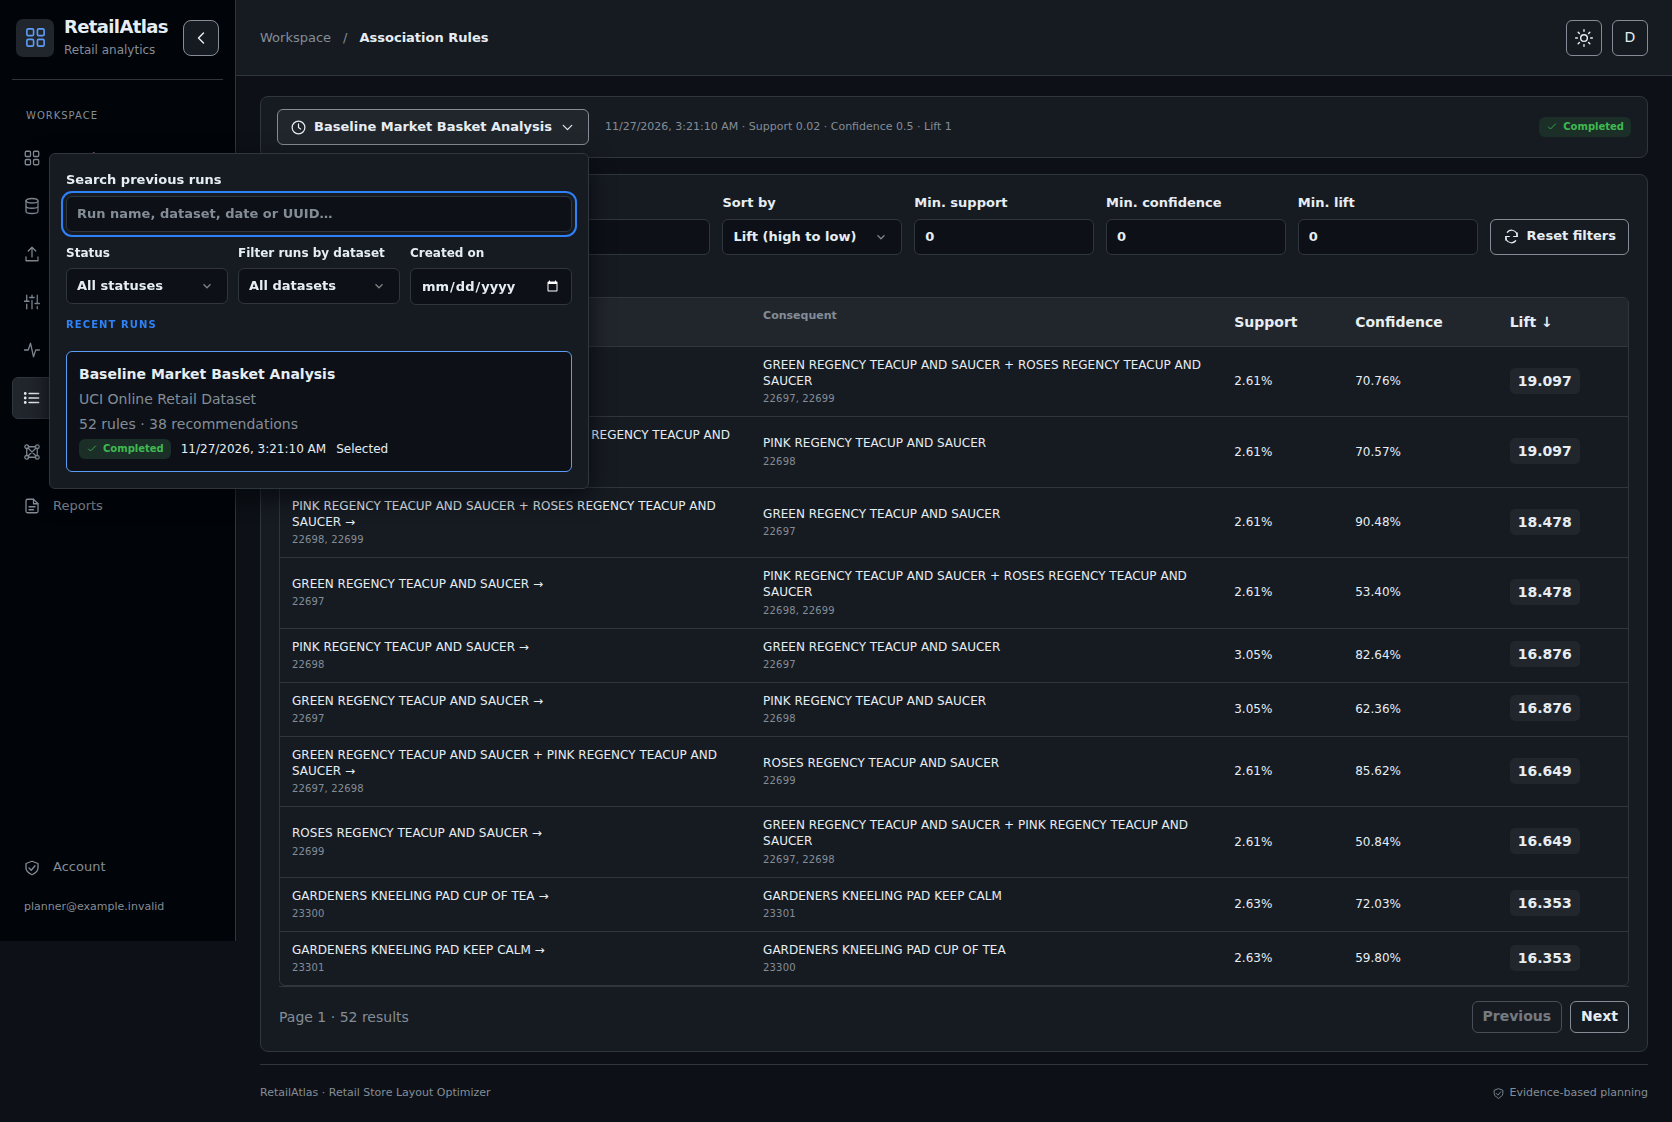 RetailAtlas
Retail analytics
WORKSPACE
Reports
Account
planner@example.invalid
Workspace / Association Rules
D
Baseline Market Basket Analysis
11/27/2026, 3:21:10 AM · Support 0.02 · Confidence 0.5 · Lift 1
Completed
Search previous runs
Run name, dataset, date or UUID...
Status
Filter runs by dataset
Created on
All statuses
All datasets
mm/dd/yyyy
RECENT RUNS
Baseline Market Basket Analysis
UCI Online Retail Dataset
52 rules · 38 recommendations
Completed 11/27/2026, 3:21:10 AM Selected
Sort by
Min. support
Min. confidence
Min. lift
Lift (high to low)
0
0
0
Reset filters
Consequent
Support
Confidence
Lift ↓
GREEN REGENCY TEACUP AND SAUCER + ROSES REGENCY TEACUP AND
SAUCER
22697, 22699
2.61%
70.76%
19.097
REGENCY TEACUP AND
PINK REGENCY TEACUP AND SAUCER
22698
2.61%
70.57%
19.097
PINK REGENCY TEACUP AND SAUCER + ROSES REGENCY TEACUP AND
SAUCER →
22698, 22699
GREEN REGENCY TEACUP AND SAUCER
22697
2.61%
90.48%
18.478
GREEN REGENCY TEACUP AND SAUCER →
22697
PINK REGENCY TEACUP AND SAUCER + ROSES REGENCY TEACUP AND
SAUCER
22698, 22699
2.61%
53.40%
18.478
PINK REGENCY TEACUP AND SAUCER →
22698
GREEN REGENCY TEACUP AND SAUCER
22697
3.05%
82.64%
16.876
GREEN REGENCY TEACUP AND SAUCER →
22697
PINK REGENCY TEACUP AND SAUCER
22698
3.05%
62.36%
16.876
GREEN REGENCY TEACUP AND SAUCER + PINK REGENCY TEACUP AND
SAUCER →
22697, 22698
ROSES REGENCY TEACUP AND SAUCER
22699
2.61%
85.62%
16.649
ROSES REGENCY TEACUP AND SAUCER →
22699
GREEN REGENCY TEACUP AND SAUCER + PINK REGENCY TEACUP AND
SAUCER
22697, 22698
2.61%
50.84%
16.649
GARDENERS KNEELING PAD CUP OF TEA →
23300
GARDENERS KNEELING PAD KEEP CALM
23301
2.63%
72.03%
16.353
GARDENERS KNEELING PAD KEEP CALM →
23301
GARDENERS KNEELING PAD CUP OF TEA
23300
2.63%
59.80%
16.353
Page 1 · 52 results
Previous
Next
RetailAtlas · Retail Store Layout Optimizer
Evidence-based planning